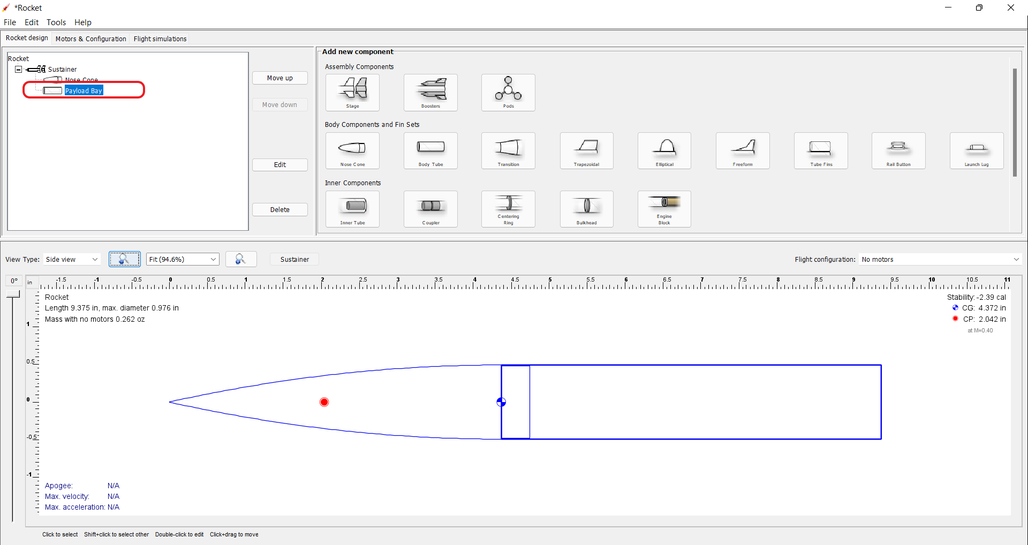 *Rocket
File Edit Tools Help
Rocket design Motors & Configuration Flight simulations
Rocket
Sustainer
Nose Cone
Payload Bay
Move up
Move down
Edit
Delete
Add new component
Assembly Components
Stage Boosters Pods
Body Components and Fin Sets
Nose Cone Body Tube Transition Trapezoidal Elliptical Freeform Tube Fins Rail Button Launch Lug
Inner Components
Inner Tube Coupler Centering Ring Bulkhead Engine Block
View Type: Side view Fit (94.6%) Sustainer Flight configuration: No motors
0° in -1.5 -1 -0.5 0 0.5 1 1.5 2 2.5 3 3.5 4 4.5 5 5.5 6 6.5 7 7.5 8 8.5 9 9.5 10 10.5 11
1
0.5
0
-0.5
-1
Rocket
Length 9.375 in, max. diameter 0.976 in
Mass with no motors 0.262 oz
Stability: -2.39 cal
CG: 4.372 in
CP: 2.042 in
at M=0.40
Apogee: N/A
Max. velocity: N/A
Max. acceleration: N/A
Click to select Shift+click to select other Double-click to edit Click+drag to move